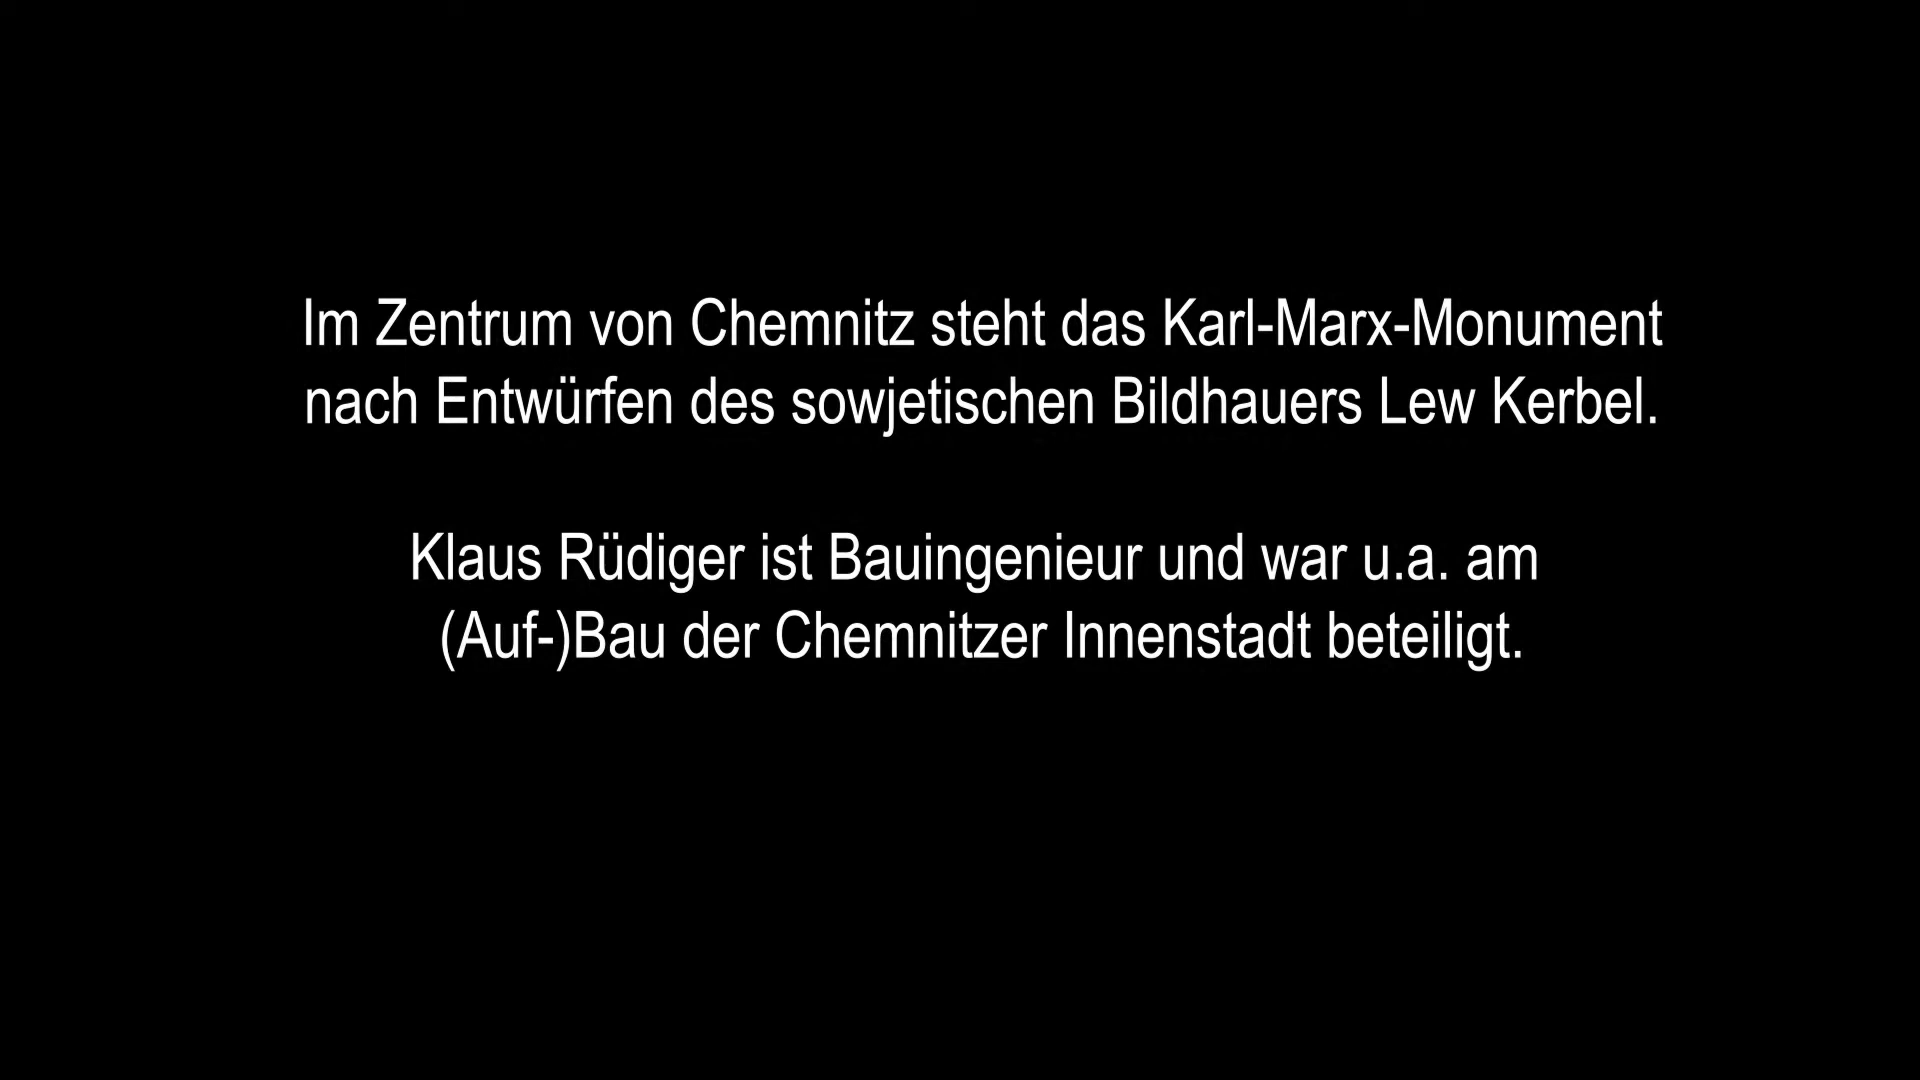 Im Zentrum von Chemnitz steht das Karl-Marx-Monument
nach Entwürfen des sowjetischen Bildhauers Lew Kerbel.
Klaus Rüdiger ist Bauingenieur und war u.a. am
(Auf-)Bau der Chemnitzer Innenstadt beteiligt.